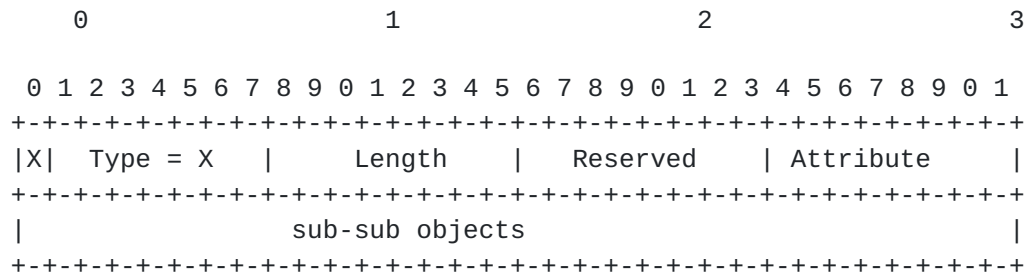 0                   1                   2                   3
 0 1 2 3 4 5 6 7 8 9 0 1 2 3 4 5 6 7 8 9 0 1 2 3 4 5 6 7 8 9 0 1
+-+-+-+-+-+-+-+-+-+-+-+-+-+-+-+-+-+-+-+-+-+-+-+-+-+-+-+-+-+-+-+-+
|X|  Type = X   |     Length    |   Reserved    | Attribute     |
+-+-+-+-+-+-+-+-+-+-+-+-+-+-+-+-+-+-+-+-+-+-+-+-+-+-+-+-+-+-+-+-+
|                 sub-sub objects                               |
+-+-+-+-+-+-+-+-+-+-+-+-+-+-+-+-+-+-+-+-+-+-+-+-+-+-+-+-+-+-+-+-+